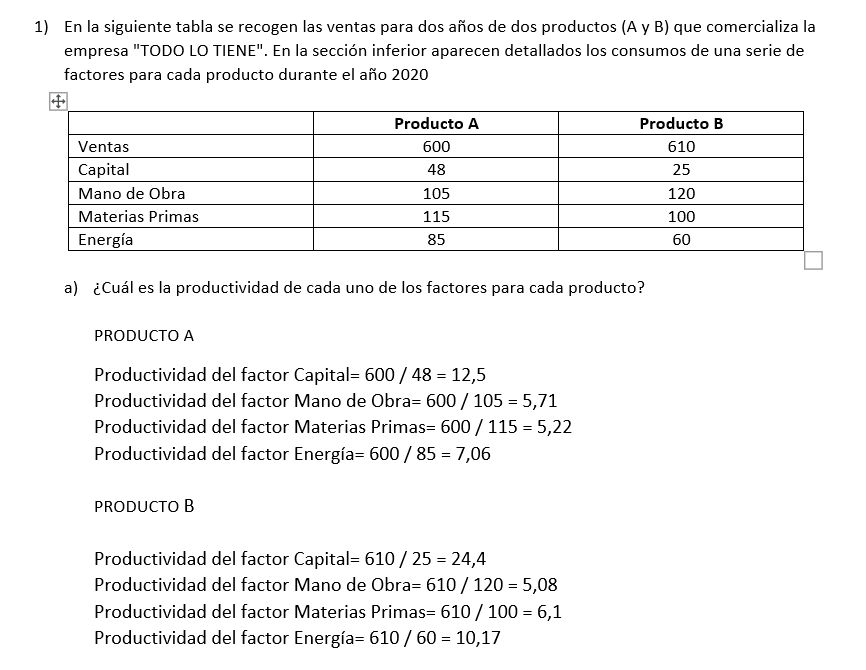 1) En la siguiente tabla se recogen las ventas para dos años de dos productos (A y B) que comercializa la
empresa "TODO LO TIENE". En la sección inferior aparecen detallados los consumos de una serie de
factores para cada producto durante el año 2020
Producto A Producto B
Ventas 600 610
Capital 48 25
Mano de Obra 105 120
Materias Primas 115 100
Energía 85 60
a) ¿Cuál es la productividad de cada uno de los factores para cada producto?
PRODUCTO A
Productividad del factor Capital= 600 / 48 = 12,5
Productividad del factor Mano de Obra= 600 / 105 = 5,71
Productividad del factor Materias Primas= 600 / 115 = 5,22
Productividad del factor Energía= 600 / 85 = 7,06
PRODUCTO B
Productividad del factor Capital= 610 / 25 = 24,4
Productividad del factor Mano de Obra= 610 / 120 = 5,08
Productividad del factor Materias Primas= 610 / 100 = 6,1
Productividad del factor Energía= 610 / 60 = 10,17